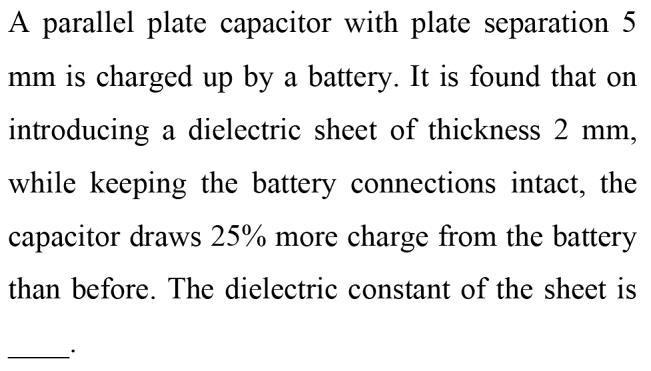 A parallel plate capacitor with plate separation 5
mm is charged up by a battery. It is found that on
introducing a dielectric sheet of thickness 2 mm,
while keeping the battery connections intact, the
capacitor draws 25% more charge from the battery
than before. The dielectric constant of the sheet is
____.